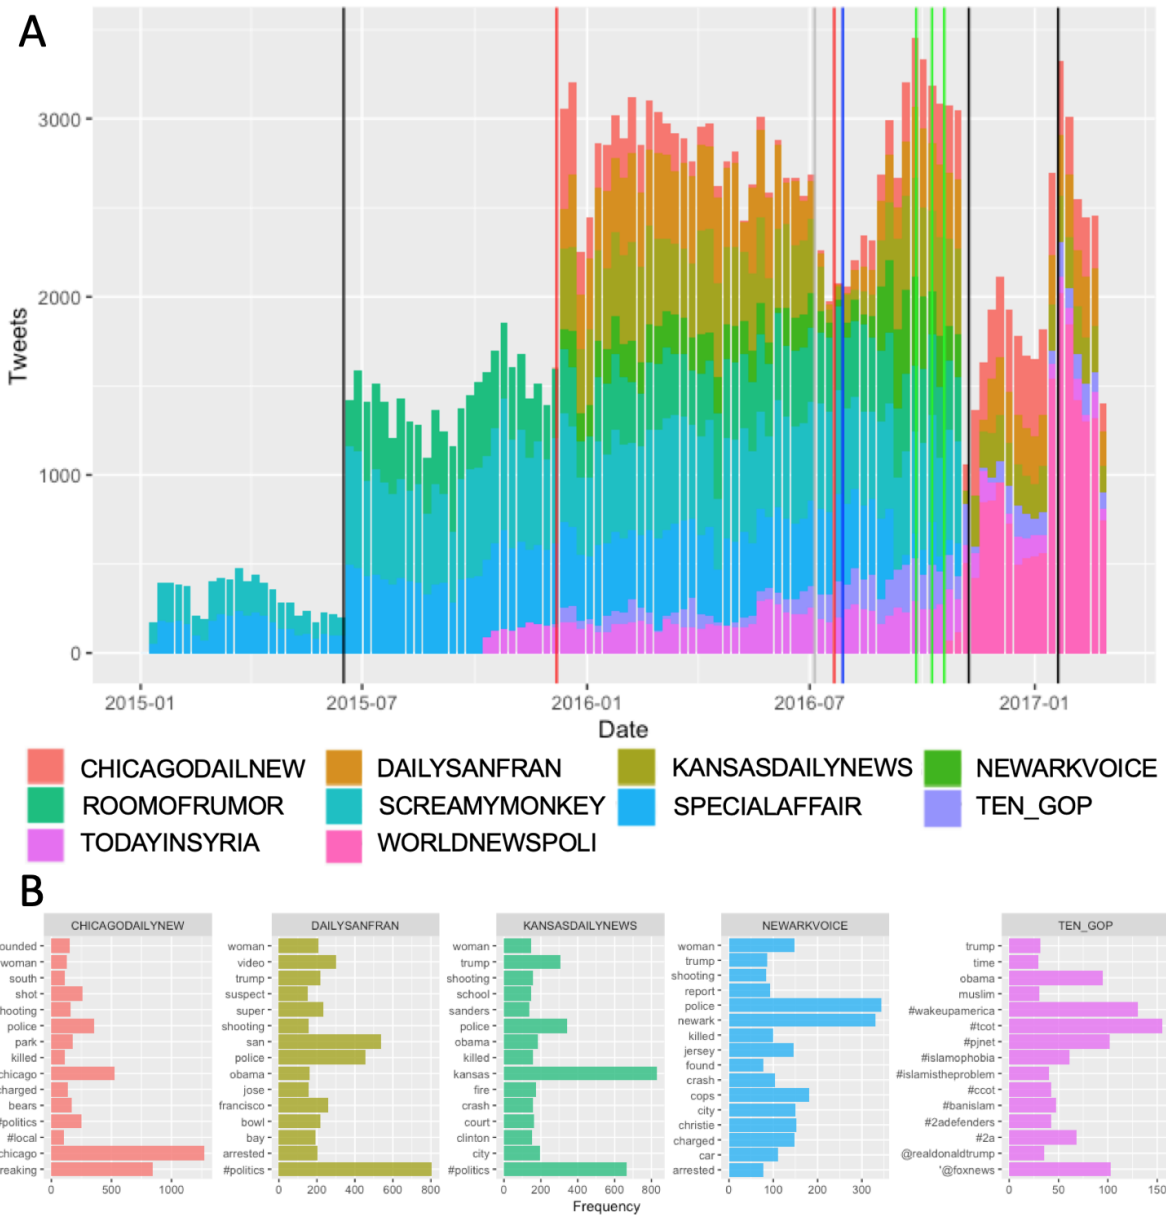 A
3000
2000
1000
0
Tweets
2015-01 2015-07 2016-01 2016-07 2017-01
Date
CHICAGODAILNEW DAILYSANFRAN KANSASDAILYNEWS NEWARKVOICE
ROOMOFRUMOR SCREAMYMONKEY SPECIALAFFAIR TEN_GOP
TODAYINSYRIA WORLDNEWSPOLI
B
CHICAGODAILYNEW
ounded
woman
south
shot
hooting
police
park
killed
chicago
charged
bears
#politics
#local
chicago
reaking
0 500 1000
DAILYSANFRAN
woman
video
trump
suspect
super
shooting
san
police
obama
jose
francisco
bowl
bay
arrested
#politics
0 200 400 600 800
KANSASDAILYNEWS
woman
trump
shooting
school
sanders
police
obama
killed
kansas
fire
crash
court
clinton
city
#politics
0 200 400 600 800
NEWARKVOICE
woman
trump
shooting
report
police
newark
killed
jersey
found
crash
cops
city
christie
charged
car
arrested
0 100 200 300
TEN_GOP
trump
time
obama
muslim
#wakeupamerica
#tcot
#pjnet
#islamophobia
#islamistheproblem
#ccot
#banislam
#2adefenders
#2a
@realdonaldtrump
'@foxnews
0 50 100 150
Frequency